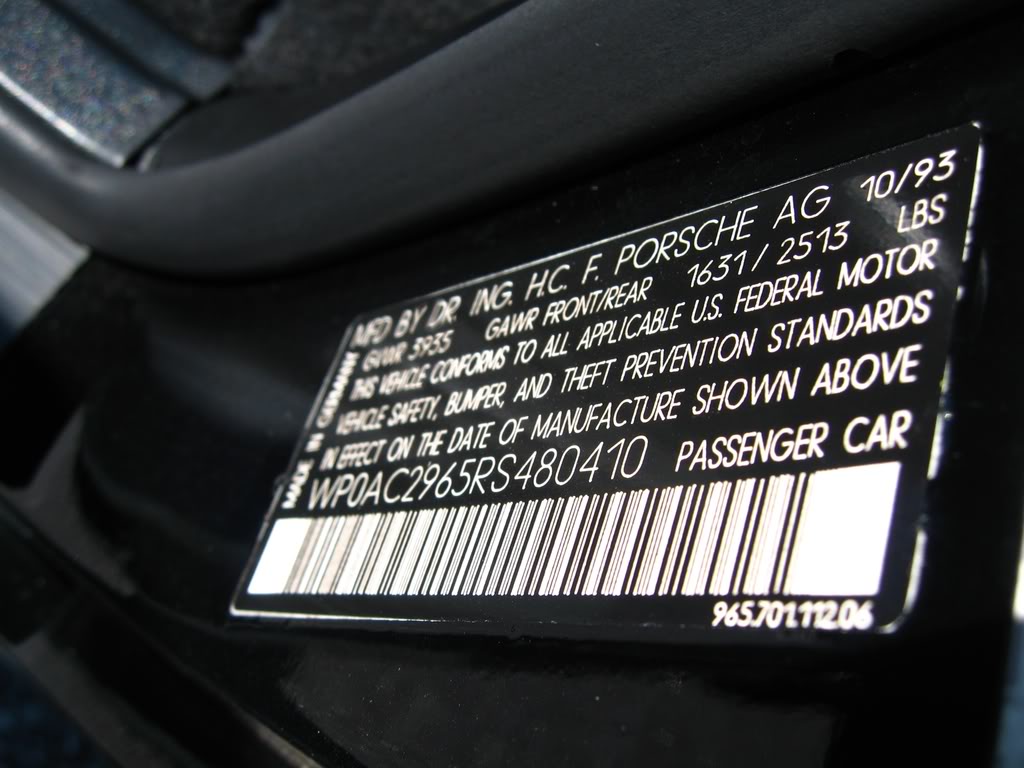 MFD BY DR. ING. H.C. F. PORSCHE AG 10/93
GVWR 3935 GAWR FRONT/REAR 1631/2513 LBS
THIS VEHICLE CONFORMS TO ALL APPLICABLE U.S. FEDERAL MOTOR
VEHICLE SAFETY, BUMPER, AND THEFT PREVENTION STANDARDS
IN EFFECT ON THE DATE OF MANUFACTURE SHOWN ABOVE
WP0AC2965RS480410 PASSENGER CAR
965.701.112.06
MADE IN GERMANY